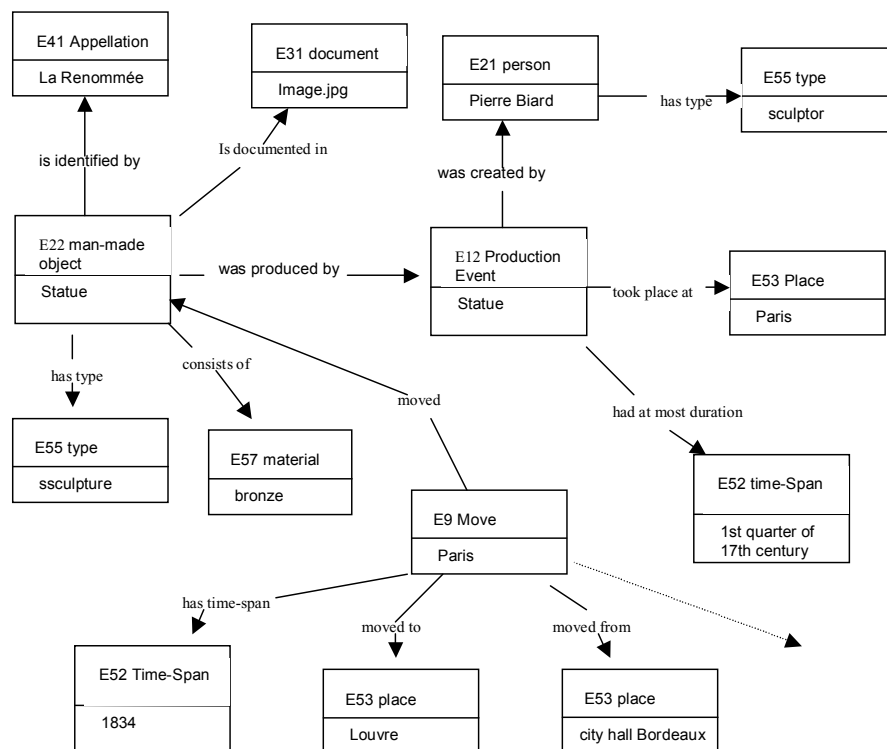 E41 Appellation
La Renommée
E31 document
Image.jpg
E21 person
Pierre Biard
has type
E55 type
sculptor
is identified by
Is documented in
was created by
E22 man-made
object
Statue
was produced by
E12 Production
Event
Statue
took place at
E53 Place
Paris
has type
consists of
moved
had at most duration
E55 type
ssculpture
E57 material
bronze
E52 time-Span
1st quarter of
17th century
E9 Move
Paris
has time-span
moved to
moved from
E52 Time-Span
1834
E53 place
Louvre
E53 place
city hall Bordeaux